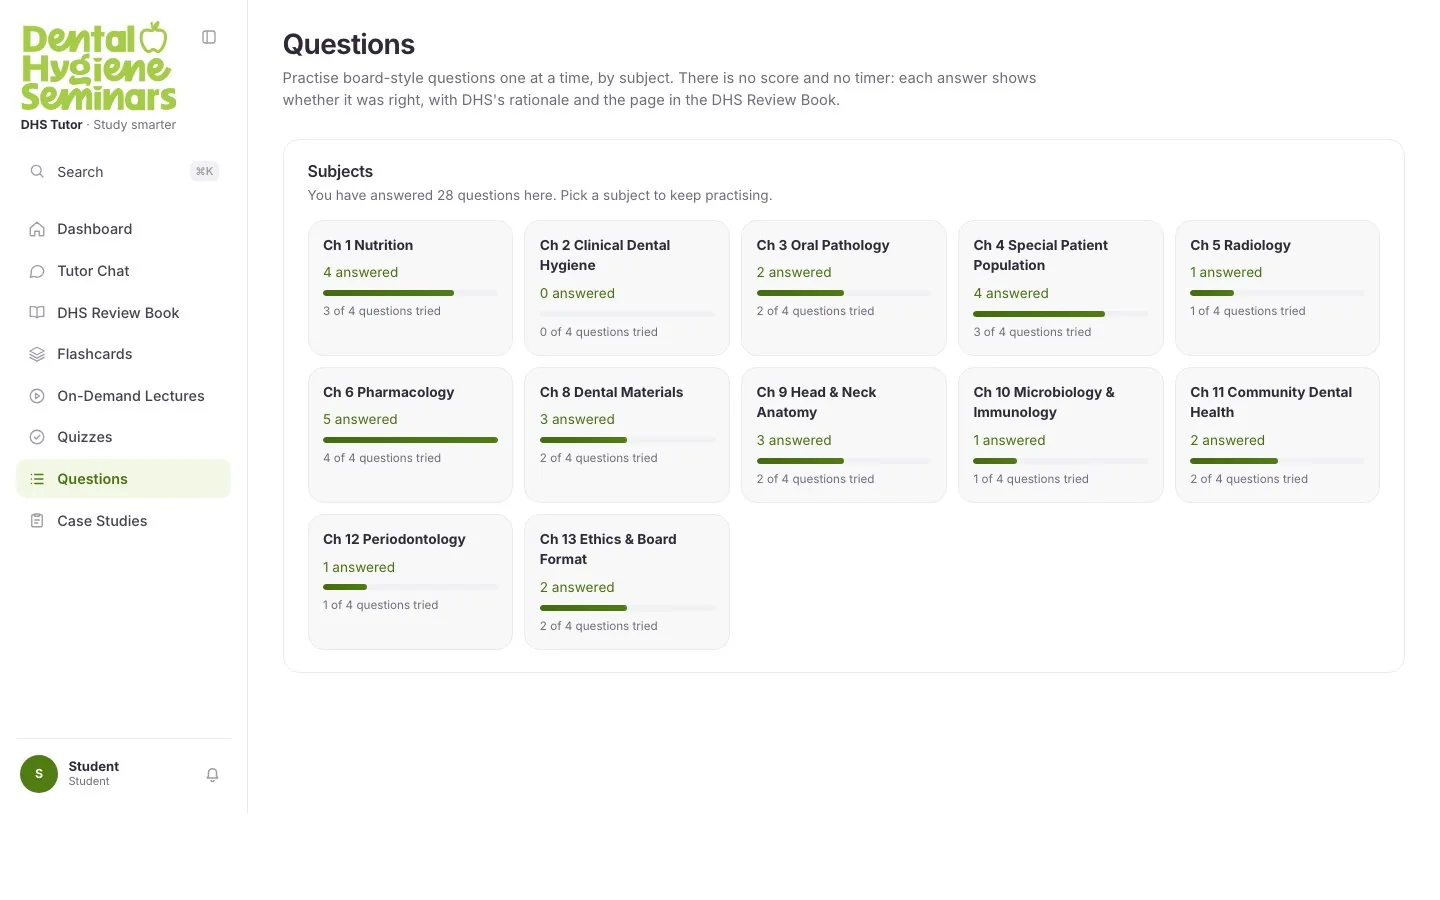 Dental
Hygiene
Seminars
DHS Tutor · Study smarter
Search ⌘K
Dashboard
Tutor Chat
DHS Review Book
Flashcards
On-Demand Lectures
Quizzes
Questions
Case Studies
S
Student
Student
Questions
Practise board-style questions one at a time, by subject. There is no score and no timer: each answer shows
whether it was right, with DHS's rationale and the page in the DHS Review Book.
Subjects
You have answered 28 questions here. Pick a subject to keep practising.
Ch 1 Nutrition
4 answered
3 of 4 questions tried
Ch 2 Clinical Dental
Hygiene
0 answered
0 of 4 questions tried
Ch 3 Oral Pathology
2 answered
2 of 4 questions tried
Ch 4 Special Patient
Population
4 answered
3 of 4 questions tried
Ch 5 Radiology
1 answered
1 of 4 questions tried
Ch 6 Pharmacology
5 answered
4 of 4 questions tried
Ch 8 Dental Materials
3 answered
2 of 4 questions tried
Ch 9 Head & Neck
Anatomy
3 answered
2 of 4 questions tried
Ch 10 Microbiology &
Immunology
1 answered
1 of 4 questions tried
Ch 11 Community Dental
Health
2 answered
2 of 4 questions tried
Ch 12 Periodontology
1 answered
1 of 4 questions tried
Ch 13 Ethics & Board
Format
2 answered
2 of 4 questions tried